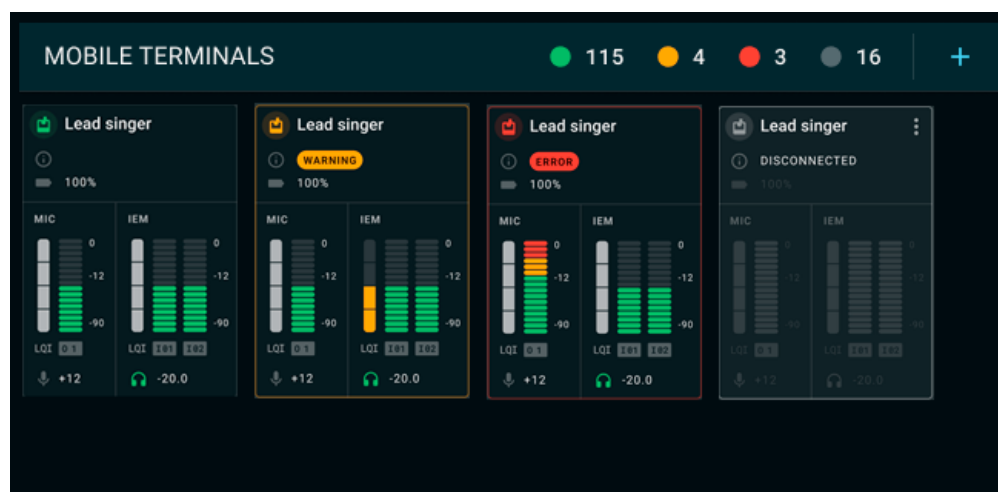 MOBILE TERMINALS 115 4 3 16 +
Lead singer
100%
MIC IEM
0 0
-12 -12
-90 -90
LQI O 1 LQI I01 I02
+12 -20.0
Lead singer
WARNING
100%
MIC IEM
0 0
-12 -12
-90 -90
LQI O 1 LQI I01 I02
+12 -20.0
Lead singer
ERROR
100%
MIC IEM
0 0
-12 -12
-90 -90
LQI O 1 LQI I01 I02
+12 -20.0
Lead singer
DISCONNECTED
100%
MIC IEM
0 0
-12 -12
-90 -90
LQI O 1 LQI I01 I02
+12 -20.0